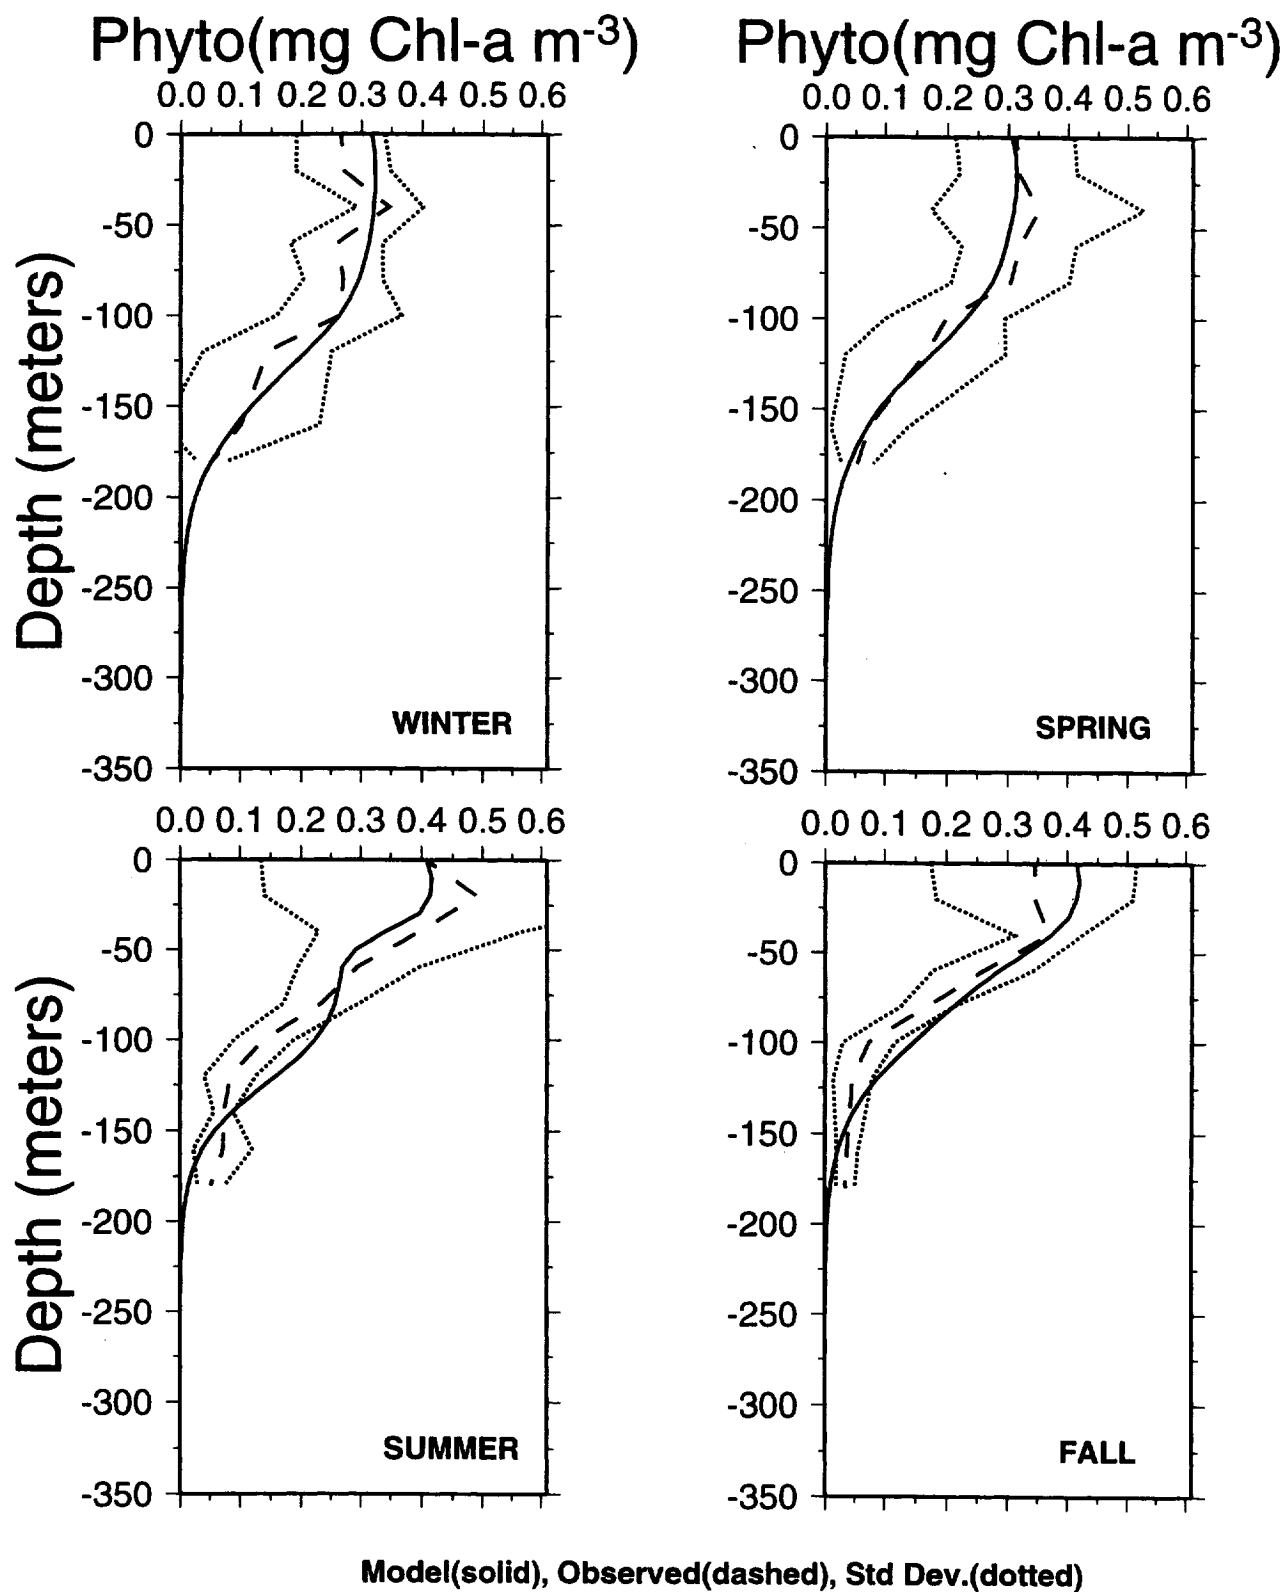 Phyto(mg Chl-a m-3) Phyto(mg Chl-a m-3)
0.0 0.1 0.2 0.3 0.4 0.5 0.6 0.0 0.1 0.2 0.3 0.4 0.5 0.6
0 0
-50 -50
-100 -100
-150 -150
-200 -200
-250 -250
-300 -300
-350 -350
Depth (meters)
WINTER SPRING
0.0 0.1 0.2 0.3 0.4 0.5 0.6 0.0 0.1 0.2 0.3 0.4 0.5 0.6
0 0
-50 -50
-100 -100
-150 -150
-200 -200
-250 -250
-300 -300
-350 -350
Depth (meters)
SUMMER FALL
Model(solid), Observed(dashed), Std Dev.(dotted)